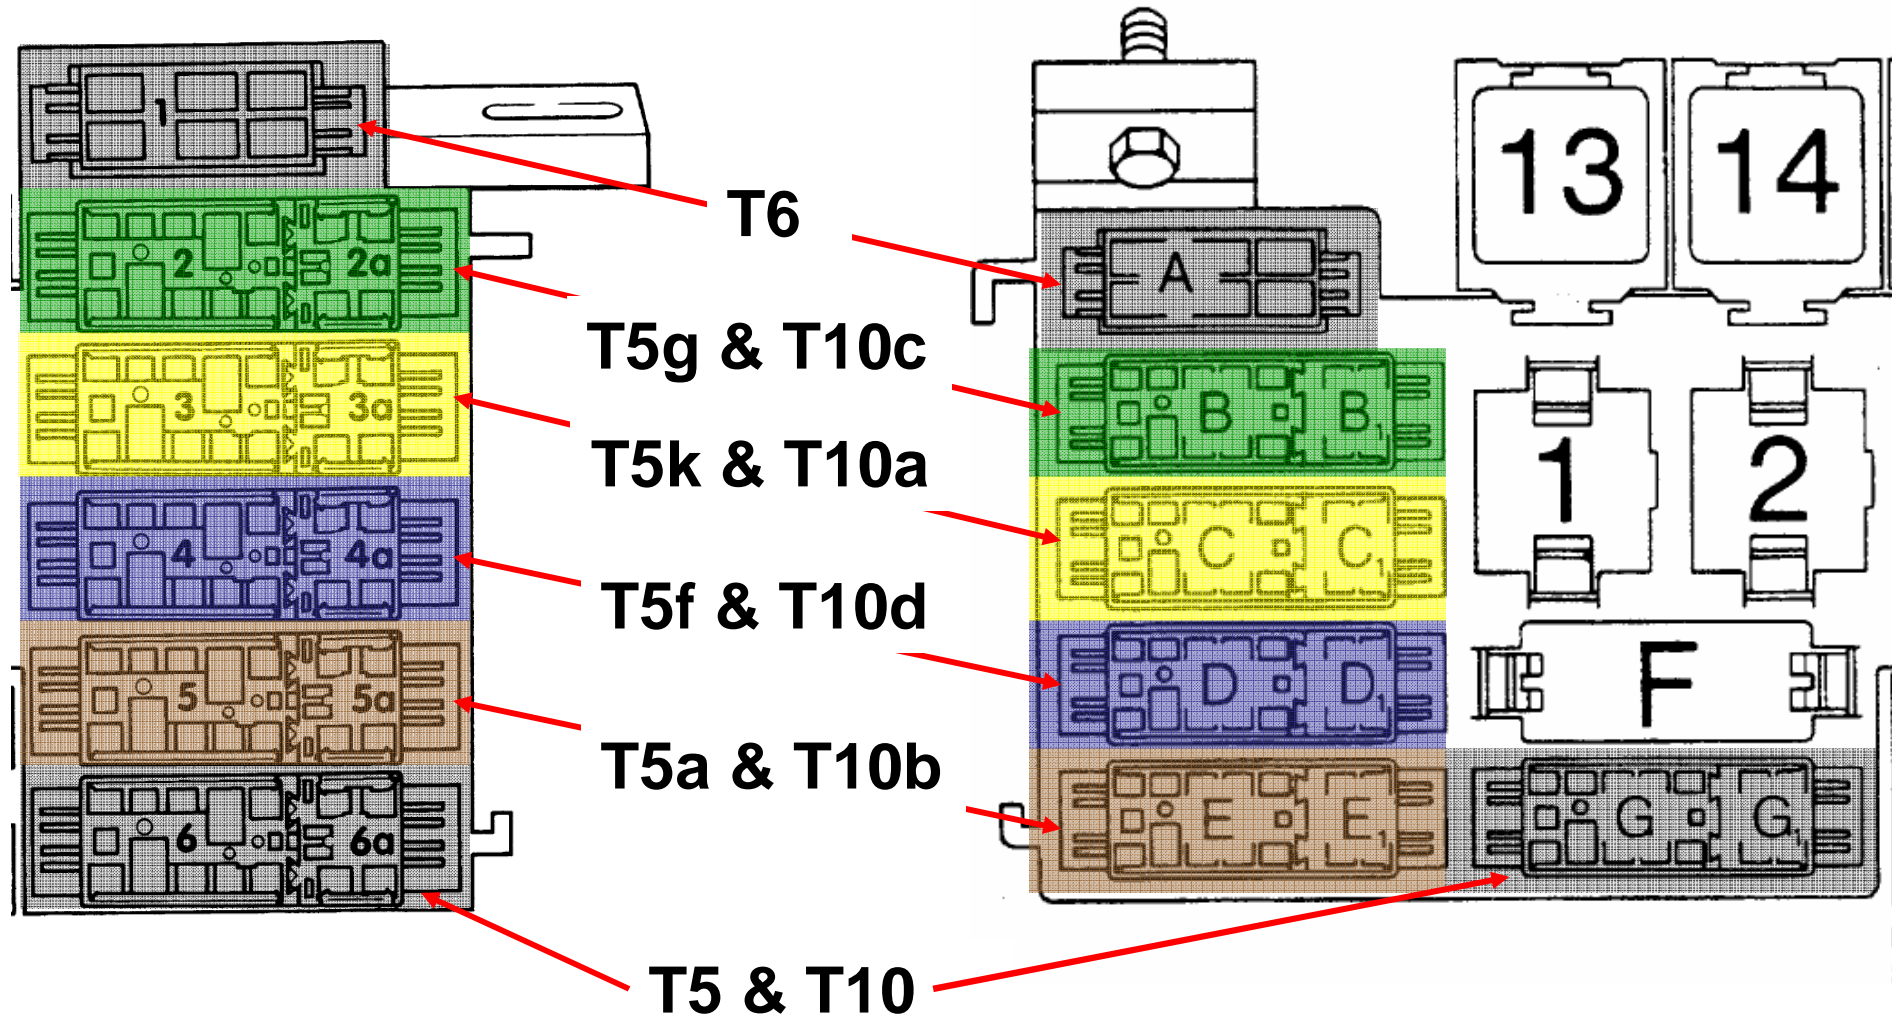 1
13 14
T6
2 2a
A
T5g & T10c
3 3a
B B1
T5k & T10a
1 2
4 4a
C C1
T5f & T10d
5 5a
D D1
F
T5a & T10b
6 6a
E E1
G G1
T5 & T10